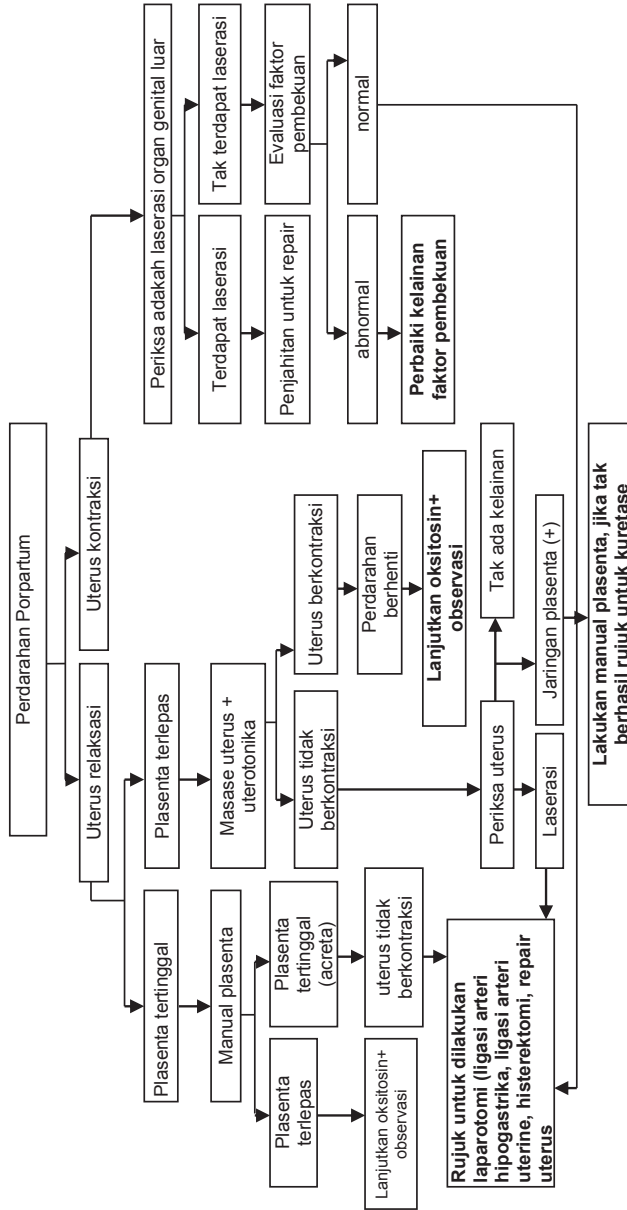 Perdarahan Porpartum
Uterus relaksasi
Uterus kontraksi
Plasenta tertinggal
Plasenta terlepas
Periksa adakah laserasi organ genital luar
Manual plasenta
Masase uterus +
uterotonika
Terdapat laserasi
Tak terdapat laserasi
Plasenta
terlepas
Plasenta
tertinggal
(acreta)
Uterus tidak
berkontraksi
Uterus berkontraksi
Penjahitan untuk repair
Evaluasi faktor
pembekuan
Lanjutkan oksitosin+
observasi
uterus tidak
berkontraksi
Perdarahan
berhenti
abnormal
normal
Lanjutkan oksitosin+
observasi
Perbaiki kelainan
faktor pembekuan
Periksa uterus
Tak ada kelainan
Rujuk untuk dilakukan
laparotomi (ligasi arteri
hipogastrika, ligasi arteri
uterine, histerektomi, repair
uterus
Laserasi
Jaringan plasenta (+)
Lakukan manual plasenta, jika tak
berhasil rujuk untuk kuretase